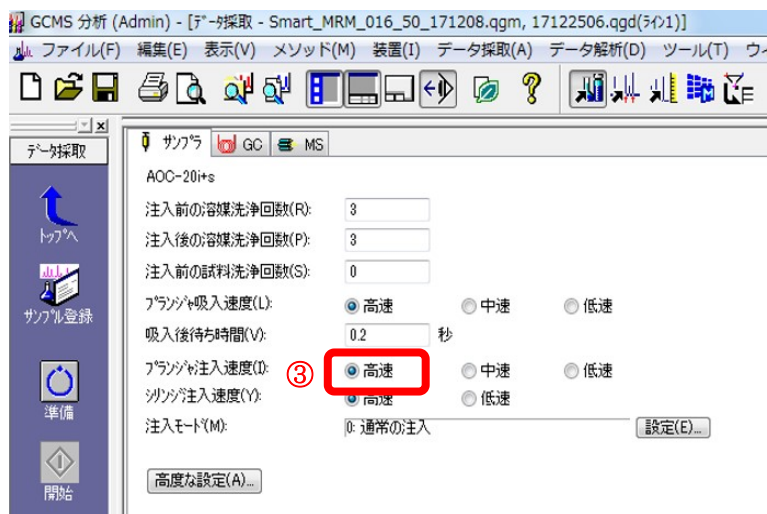 GCMS 分析 (Admin) - [ﾃﾞｰﾀ採取 - Smart_MRM_016_50_171208.qgm, 17122506.qgd(ﾗｲﾝ1)]
ファイル(F) 編集(E) 表示(V) メソッド(M) 装置(I) データ採取(A) データ解析(D) ツール(T) ウィ
ﾃﾞｰﾀ採取
ｻﾝﾌﾟﾗ GC MS
AOC-20i+s
注入前の溶媒洗浄回数(R): 3
注入後の溶媒洗浄回数(P): 3
注入前の試料洗浄回数(S): 0
ﾌﾟﾗﾝｼﾞｬ吸入速度(L): 高速 中速 低速
吸入後待ち時間(V): 0.2 秒
ﾌﾟﾗﾝｼﾞｬ注入速度(I): ③ 高速 中速 低速
ｼﾘﾝｼﾞ注入速度(Y): 高速 低速
注入ﾓｰﾄﾞ(M): 0: 通常の注入 設定(E)...
高度な設定(A)...
ﾄｯﾌﾟへ
ｻﾝﾌﾟﾙ登録
準備
開始